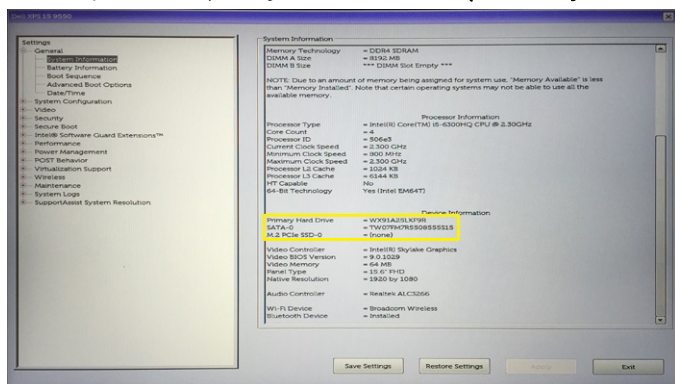 Dell XPS 15 9550
Settings
General
System Information
Battery Information
Boot Sequence
Advanced Boot Options
Date/Time
System Configuration
Video
Security
Secure Boot
Intel® Software Guard Extensions™
Performance
Power Management
POST Behavior
Virtualization Support
Wireless
Maintenance
System Logs
SupportAssist System Resolution
System Information
Memory Technology = DDR4 SDRAM
DIMM A Size = 8192 MB
DIMM B Size *** DIMM Slot Empty ***
NOTE: Due to an amount of memory being assigned for system use, "Memory Available" is less
than "Memory Installed". Note that certain operating systems may not be able to use all the
available memory.
Processor Information
Processor Type = Intel(R) Core(TM) i5-6300HQ CPU @ 2.30GHz
Core Count = 4
Processor ID = 506e3
Current Clock Speed = 2.300 GHz
Minimum Clock Speed = 800 MHz
Maximum Clock Speed = 2.300 GHz
Processor L2 Cache = 1024 KB
Processor L3 Cache = 6144 KB
HT Capable No
64-Bit Technology Yes (Intel EM64T)
Device Information
Primary Hard Drive
SATA-0
M.2 PCIe SSD-0 = (none)
Video Controller = Intel(R) Skylake Graphics
Video BIOS Version = 9.0.1029
Video Memory = 64 MB
Panel Type = 15.6" FHD
Native Resolution = 1920 by 1080
Audio Controller = Realtek ALC3266
Wi-Fi Device = Broadcom Wireless
Bluetooth Device = Installed
Save Settings Restore Settings Apply Exit